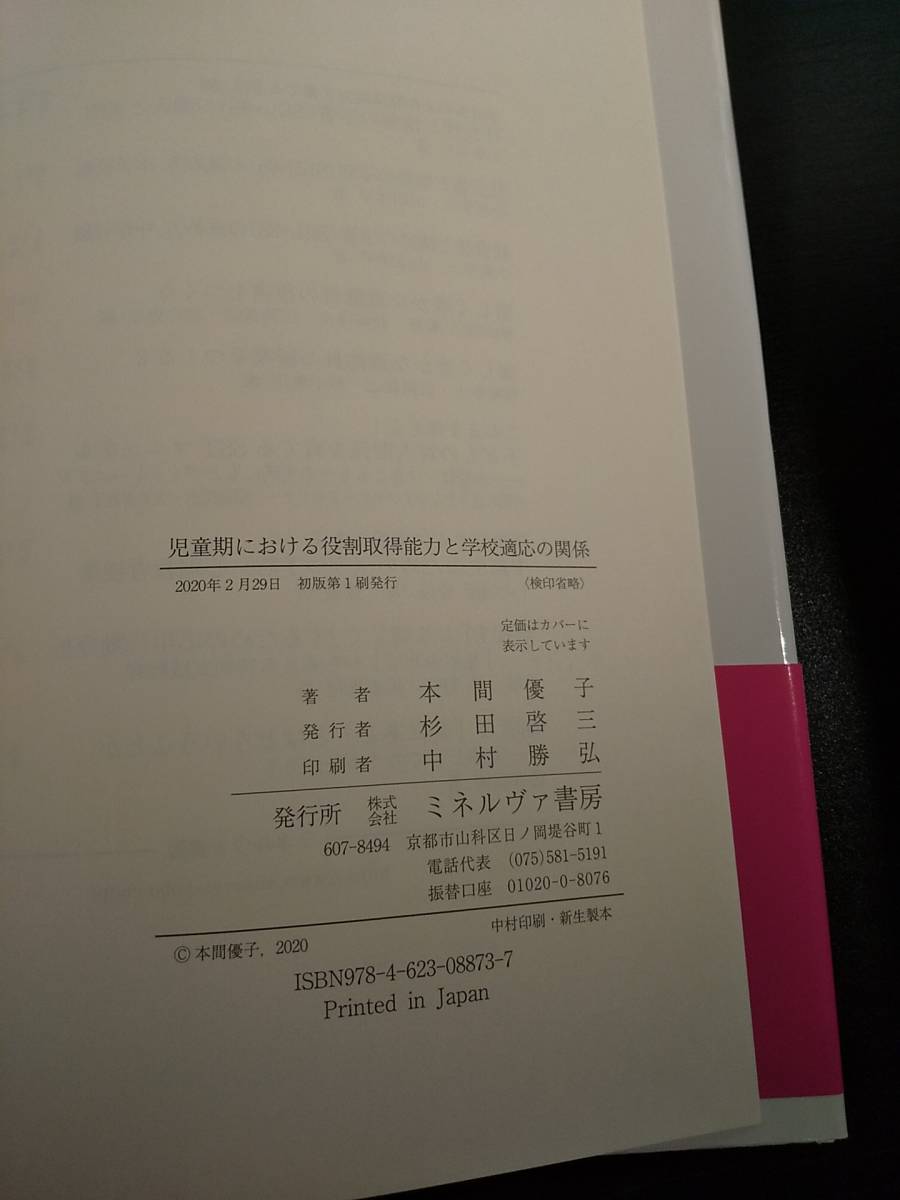 児童期における役割取得能力と学校適応の関係
2020年2月29日　初版第1刷発行　〈検印省略〉
定価はカバーに
表示しています
著者　本間優子
発行者　杉田啓三
印刷者　中村勝弘
発行所　株式会社　ミネルヴァ書房
607-8494　京都市山科区日ノ岡堤谷町1
電話代表　(075)581-5191
振替口座　01020-0-8076
©本間優子, 2020　中村印刷・新生製本
ISBN978-4-623-08873-7
Printed in Japan